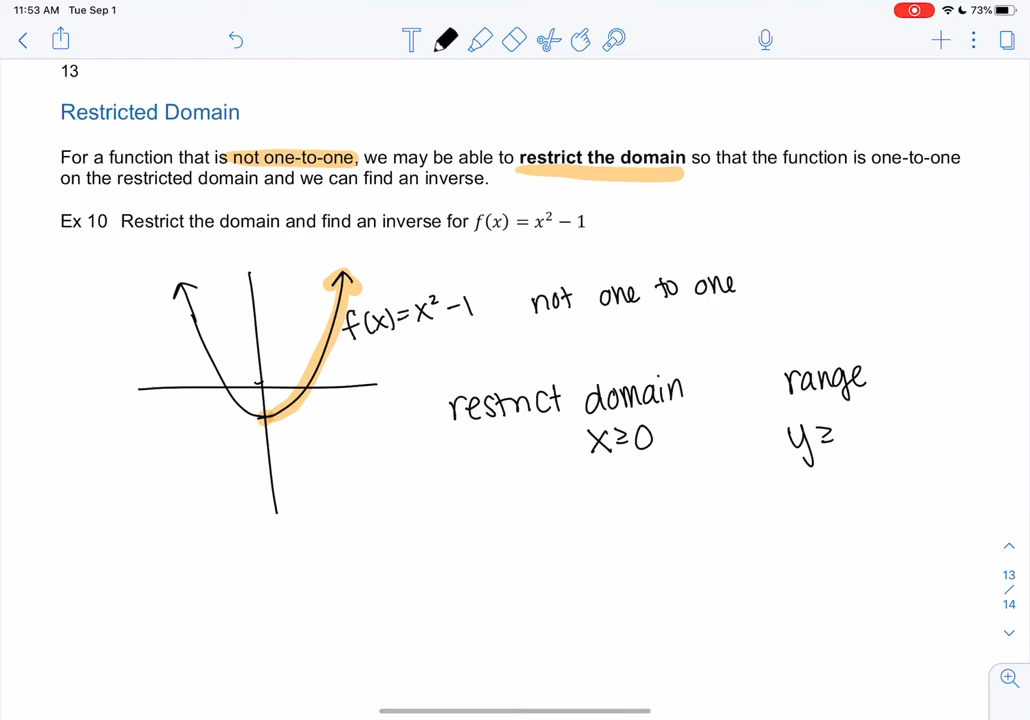 11:53 AM Tue Sep 1
73%
T
13
Restricted Domain
For a function that is not one-to-one, we may be able to restrict the domain so that the function is one-to-one
on the restricted domain and we can find an inverse.
Ex 10 Restrict the domain and find an inverse for f(x) = x² − 1
f(x)=x²-1 not one to one
restrict domain range
x≥0 y≥
13
/
14